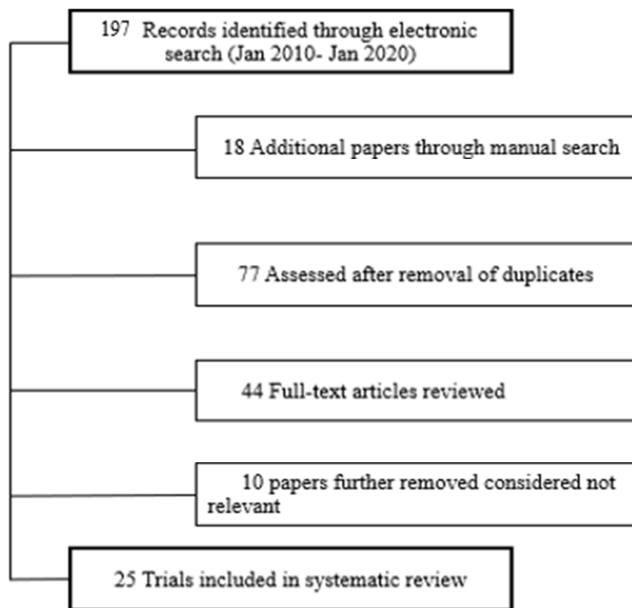 197 Records identified through electronic
search (Jan 2010- Jan 2020)
18 Additional papers through manual search
77 Assessed after removal of duplicates
44 Full-text articles reviewed
10 papers further removed considered not
relevant
25 Trials included in systematic review